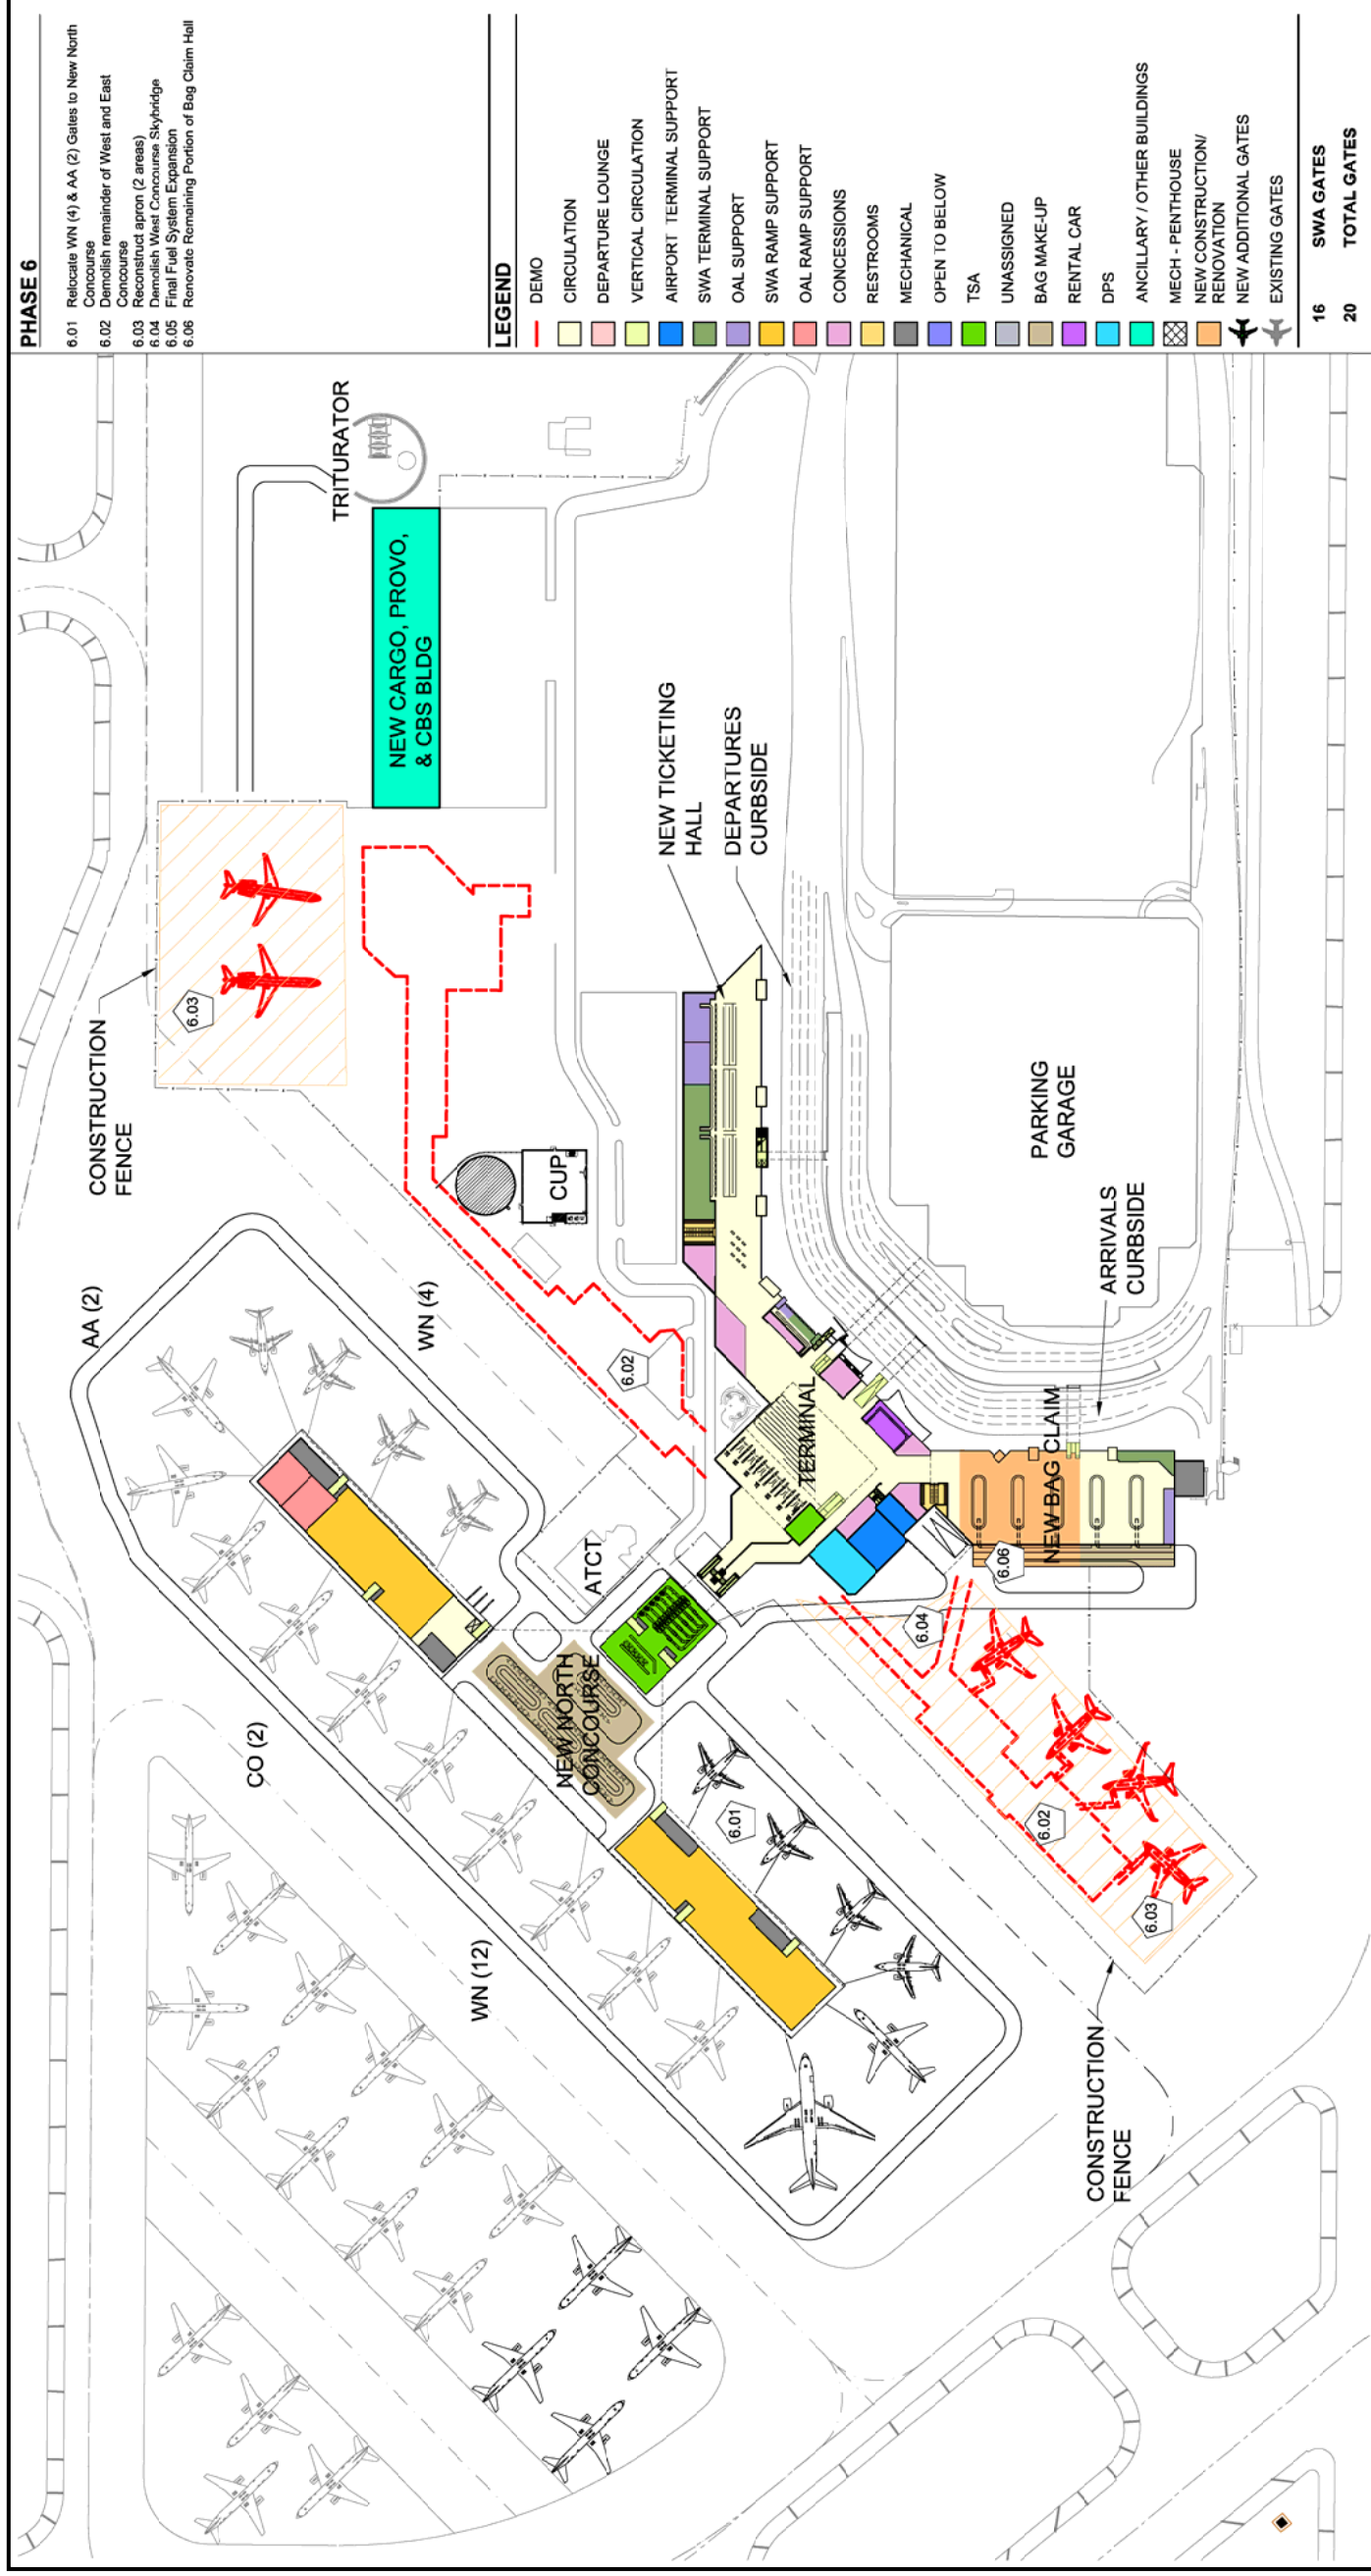 PHASE 6
6.01 Relocate WN (4) & AA (2) Gates to New North
Concourse
6.02 Demolish remainder of West and East
Concourse
6.03 Reconstruct apron (2 areas)
6.04 Demolish West Concourse Skybridge
6.05 Final Fuel System Expansion
6.06 Renovate Remaining Portion of Bag Claim Hall
LEGEND
DEMO
CIRCULATION
DEPARTURE LOUNGE
VERTICAL CIRCULATION
AIRPORT TERMINAL SUPPORT
SWA TERMINAL SUPPORT
OAL SUPPORT
SWA RAMP SUPPORT
OAL RAMP SUPPORT
CONCESSIONS
RESTROOMS
MECHANICAL
OPEN TO BELOW
TSA
UNASSIGNED
BAG MAKE-UP
RENTAL CAR
DPS
ANCILLARY / OTHER BUILDINGS
MECH - PENTHOUSE
NEW CONSTRUCTION/
RENOVATION
NEW ADDITIONAL GATES
EXISTING GATES
16 SWA GATES
20 TOTAL GATES
TRITURATOR
NEW CARGO, PROVO,
& CBS BLDG
CONSTRUCTION
FENCE
6.03
NEW TICKETING
HALL
DEPARTURES
CURBSIDE
PARKING
GARAGE
ARRIVALS
CURBSIDE
CUP
AA (2)
WN (4)
6.02
TERMINAL
NEW BAG CLAIM
6.06
ATCT
6.04
CO (2)
NEW NORTH
CONCOURSE
6.01
6.02
6.03
WN (12)
CONSTRUCTION
FENCE